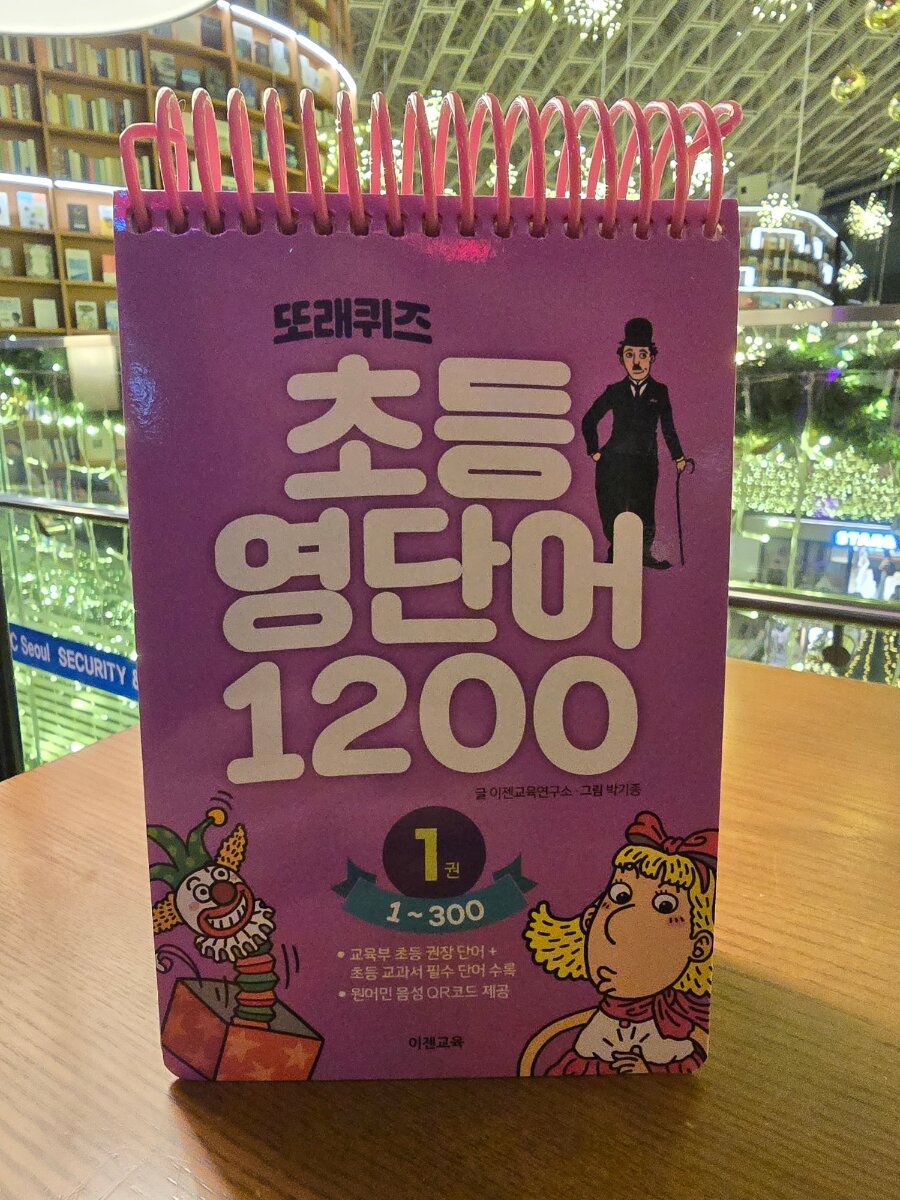 또래퀴즈
초등
영단어
1200
글 이젠교육연구소 · 그림 박기종
1권
1~300
• 교육부 초등 권장 단어 +
초등 교과서 필수 단어 수록
• 원어민 음성 QR코드 제공
이젠교육
C Seoul SECURITY &
STARB